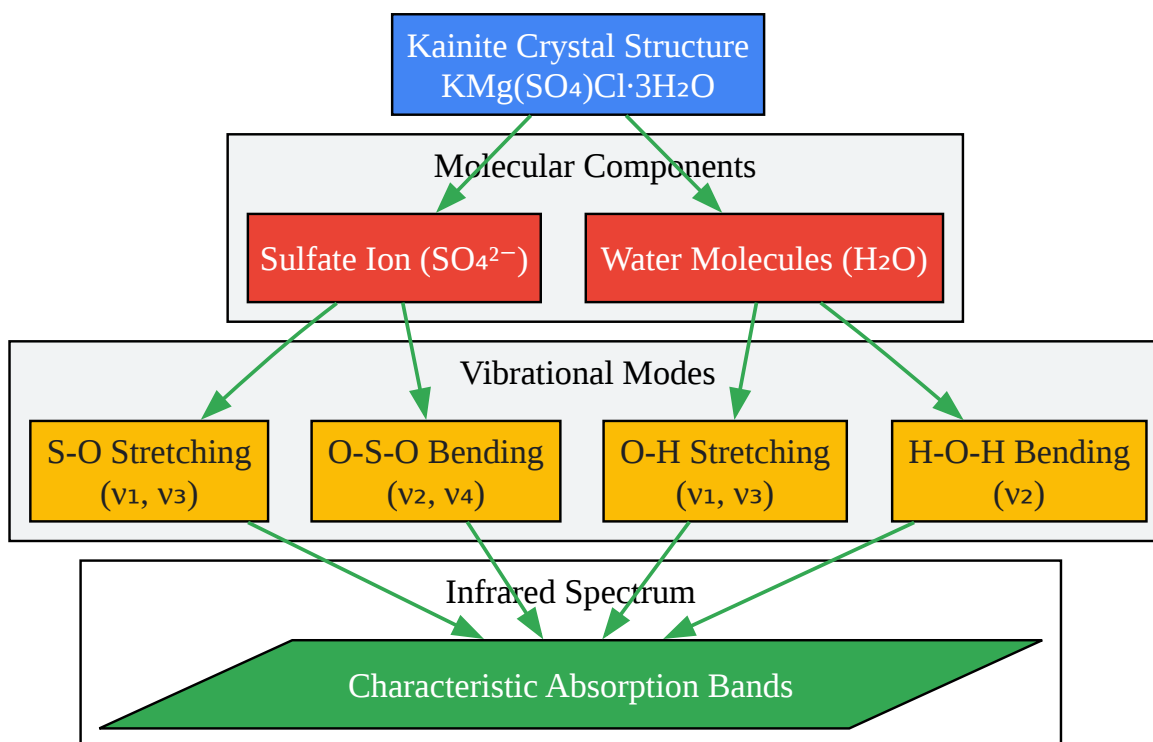 Kainite Crystal Structure
KMg(SO₄)Cl·3H₂O
Molecular Components
Sulfate Ion (SO₄²⁻)
Water Molecules (H₂O)
Vibrational Modes
S-O Stretching
(ν₁, ν₃)
O-S-O Bending
(ν₂, ν₄)
O-H Stretching
(ν₁, ν₃)
H-O-H Bending
(ν₂)
Infrared Spectrum
Characteristic Absorption Bands